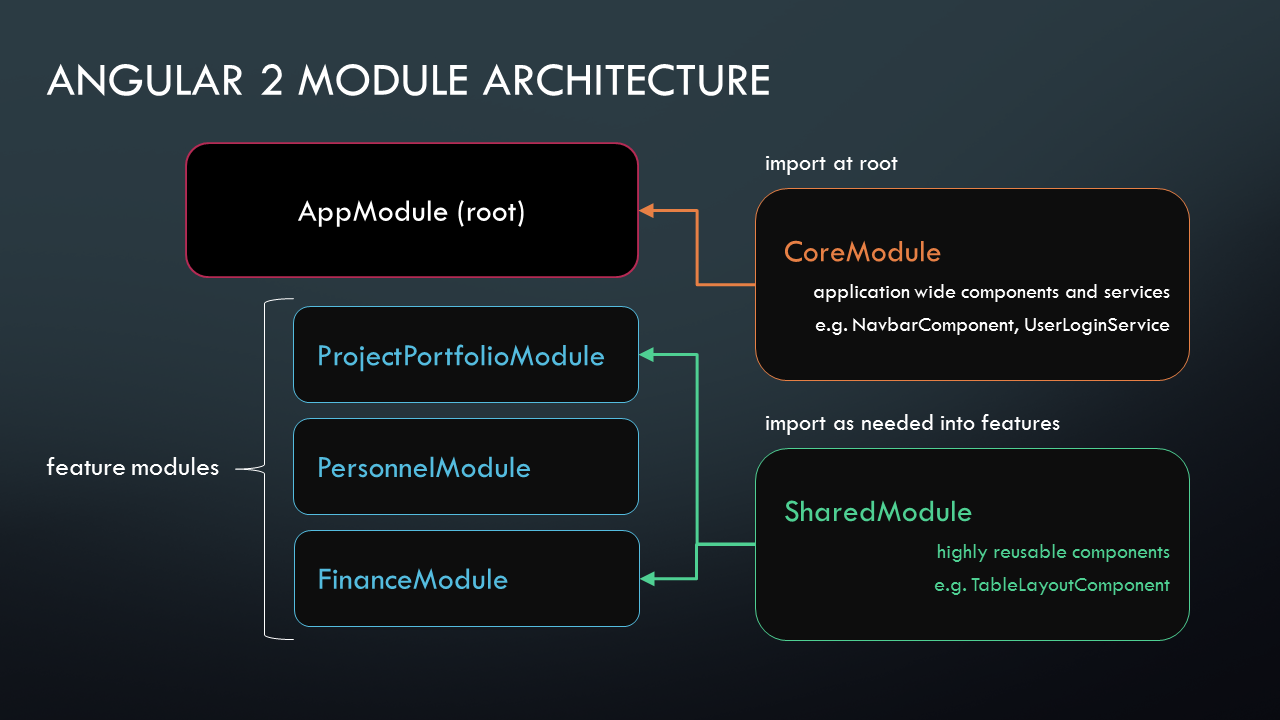 ANGULAR 2 MODULE ARCHITECTURE
AppModule (root)
import at root
CoreModule
application wide components and services
e.g. NavbarComponent, UserLoginService
feature modules
ProjectPortfolioModule
PersonnelModule
FinanceModule
import as needed into features
SharedModule
highly reusable components
e.g. TableLayoutComponent